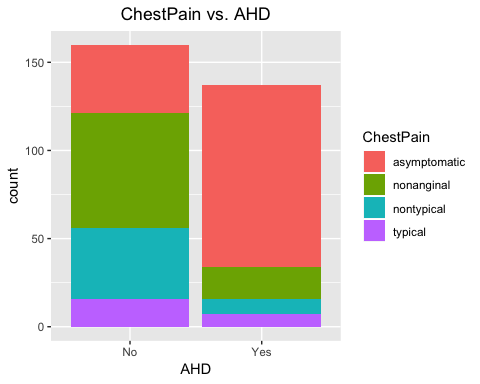 ChestPain vs. AHD
150
100
50
0
count
No Yes
AHD
ChestPain
asymptomatic
nonanginal
nontypical
typical